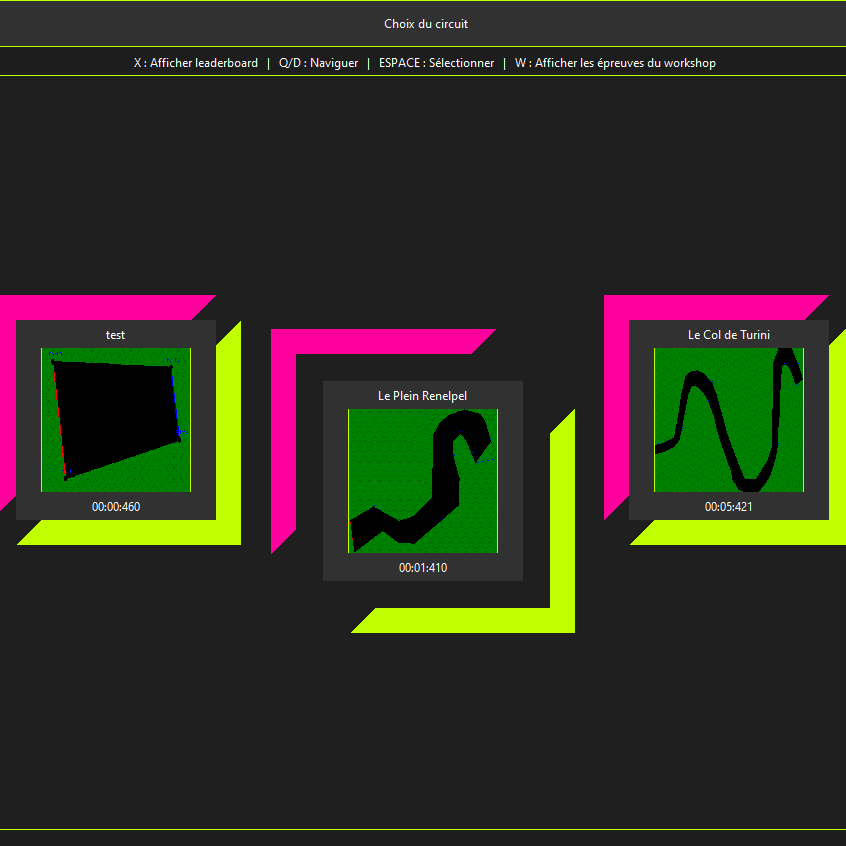 Choix du circuit
X : Afficher leaderboard | Q/D : Naviguer | ESPACE : Sélectionner | W : Afficher les épreuves du workshop
test
00:00:460
Le Plein Renelpel
00:01:410
Le Col de Turini
00:05:421